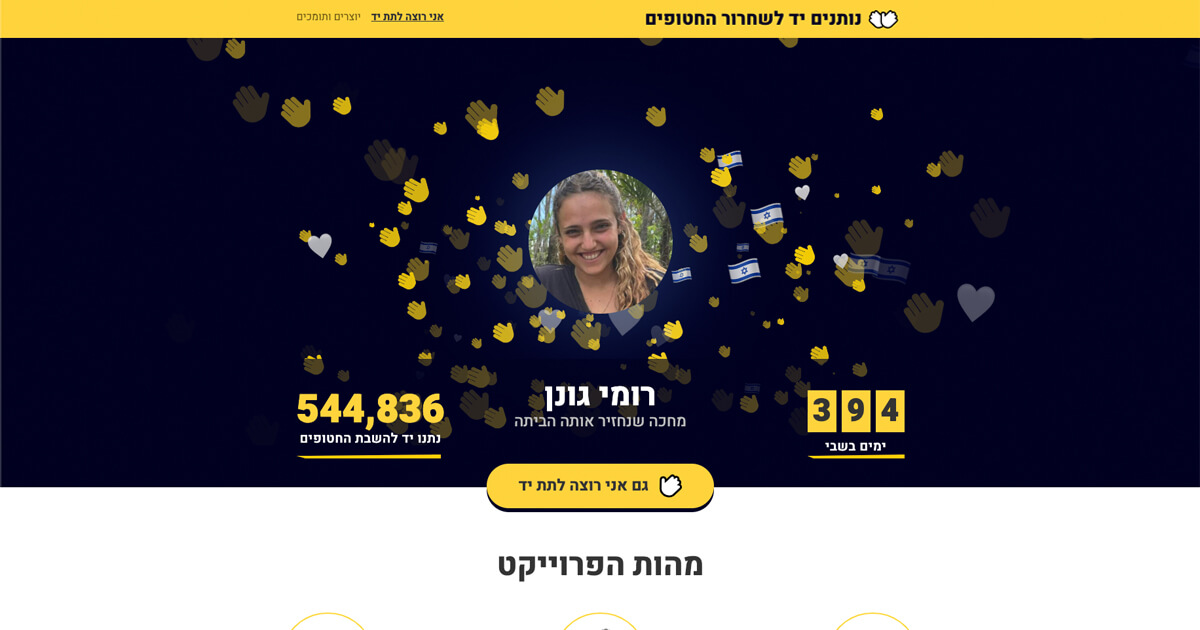 נותנים יד לשחרור החטופים
אני רוצה לתת יד
יוצרים ותומכים
רומי גונן
מחכה שנחזיר אותה הביתה
394
ימים בשבי
544,836
נתנו יד להשבת החטופים
גם אני רוצה לתת יד
מהות הפרוייקט